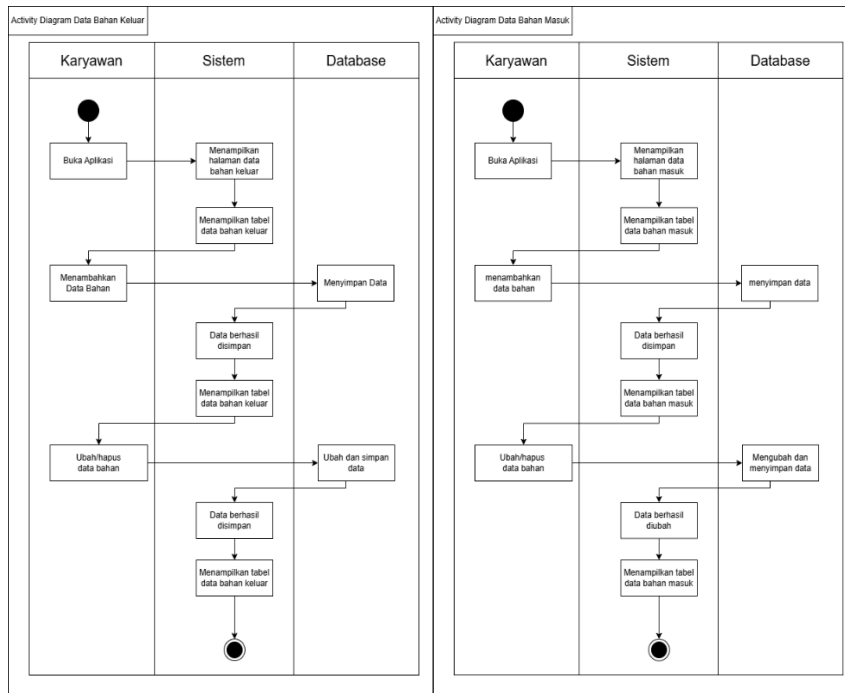 Activity Diagram Data Bahan Keluar
Karyawan
Sistem
Database
Buka Aplikasi
Menampilkan
halaman data
bahan keluar
Menampilkan tabel
data bahan keluar
Menambahkan
Data Bahan
Menyimpan Data
Data berhasil
disimpan
Menampilkan tabel
data bahan keluar
Ubah/hapus
data bahan
Ubah dan simpan
data
Data berhasil
disimpan
Menampilkan tabel
data bahan keluar
Activity Diagram Data Bahan Masuk
Karyawan
Sistem
Database
Buka Aplikasi
Menampilkan
halaman data
bahan masuk
Menampilkan tabel
data bahan masuk
menambahkan
data bahan
menyimpan data
Data berhasil
disimpan
Menampilkan tabel
data bahan masuk
Ubah/hapus
data bahan
Mengubah dan
menyimpan data
Data berhasil
diubah
Menampilkan tabel
data bahan masuk